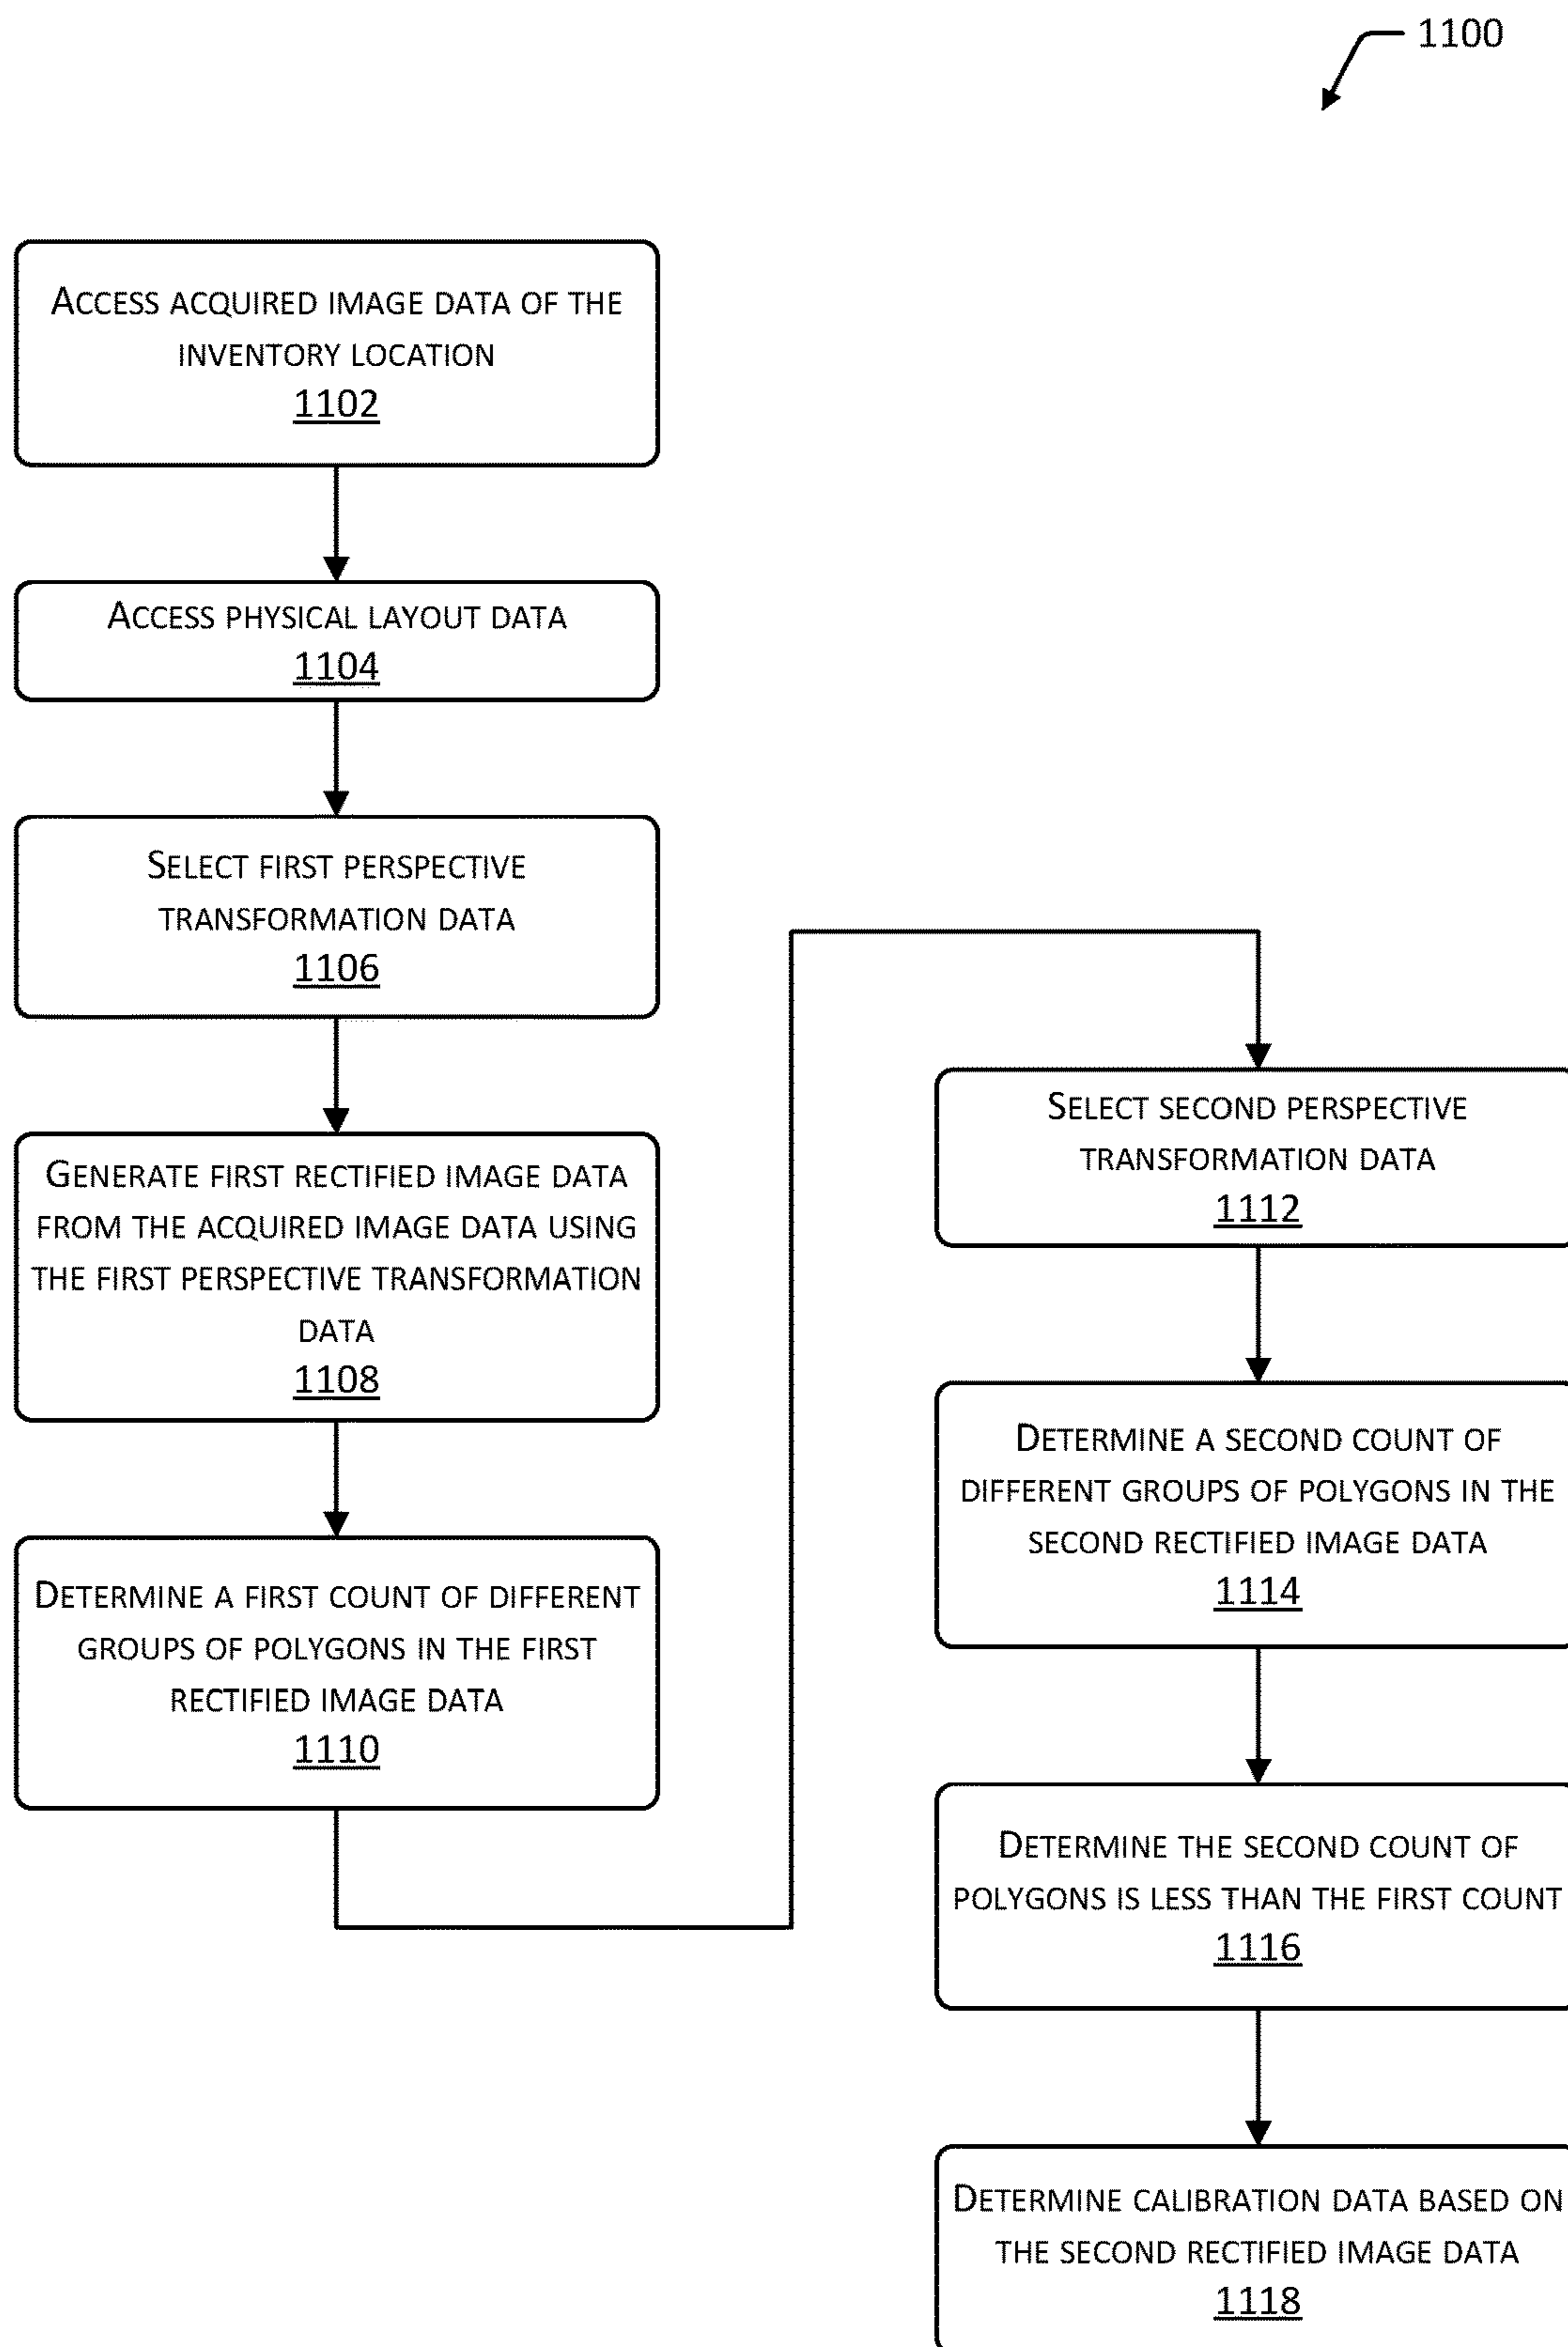 1100
ACCESS ACQUIRED IMAGE DATA OF THE
INVENTORY LOCATION
1102
ACCESS PHYSICAL LAYOUT DATA
1104
SELECT FIRST PERSPECTIVE
TRANSFORMATION DATA
1106
GENERATE FIRST RECTIFIED IMAGE DATA
FROM THE ACQUIRED IMAGE DATA USING
THE FIRST PERSPECTIVE TRANSFORMATION
DATA
1108
DETERMINE A FIRST COUNT OF DIFFERENT
GROUPS OF POLYGONS IN THE FIRST
RECTIFIED IMAGE DATA
1110
SELECT SECOND PERSPECTIVE
TRANSFORMATION DATA
1112
DETERMINE A SECOND COUNT OF
DIFFERENT GROUPS OF POLYGONS IN THE
SECOND RECTIFIED IMAGE DATA
1114
DETERMINE THE SECOND COUNT OF
POLYGONS IS LESS THAN THE FIRST COUNT
1116
DETERMINE CALIBRATION DATA BASED ON
THE SECOND RECTIFIED IMAGE DATA
1118